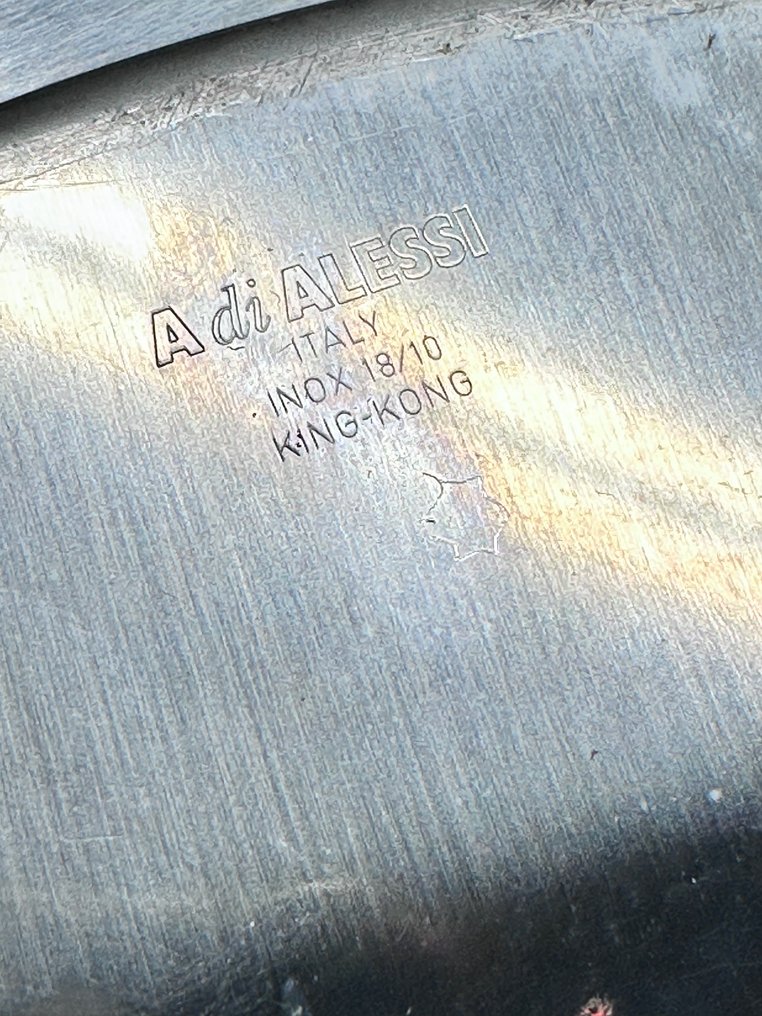 A di ALESSI
ITALY
INOX 18/10
KING-KONG